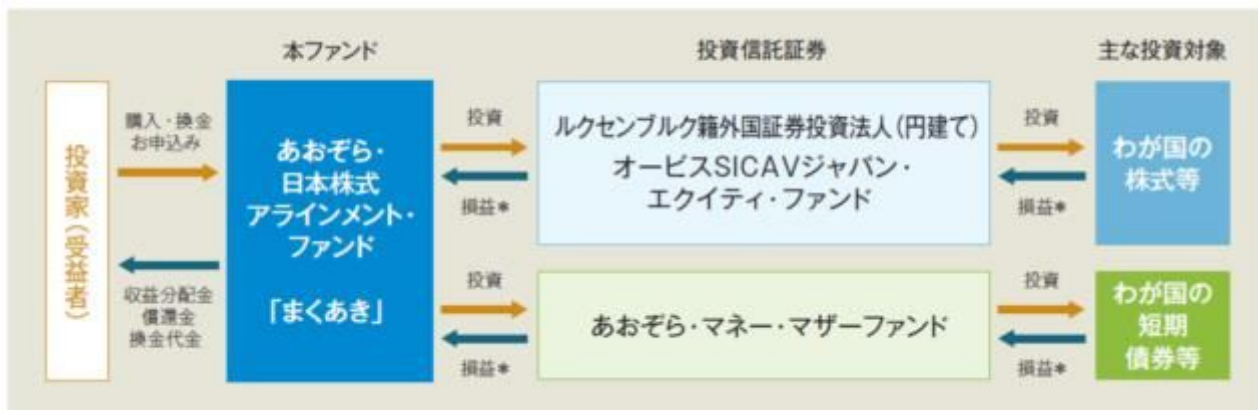 本ファンド
投資信託証券
主な投資対象
投資家(受益者)
購入・換金
お申込み
収益分配金
償還金
換金代金
あおぞら・
日本株式
アラインメント・
ファンド
「まくあき」
投資
損益*
投資
損益*
ルクセンブルク籍外国証券投資法人(円建て)
オービスSICAVジャパン・
エクイティ・ファンド
あおぞら・マネー・マザーファンド
投資
損益*
投資
損益*
わが国の
株式等
わが国の
短期
債券等